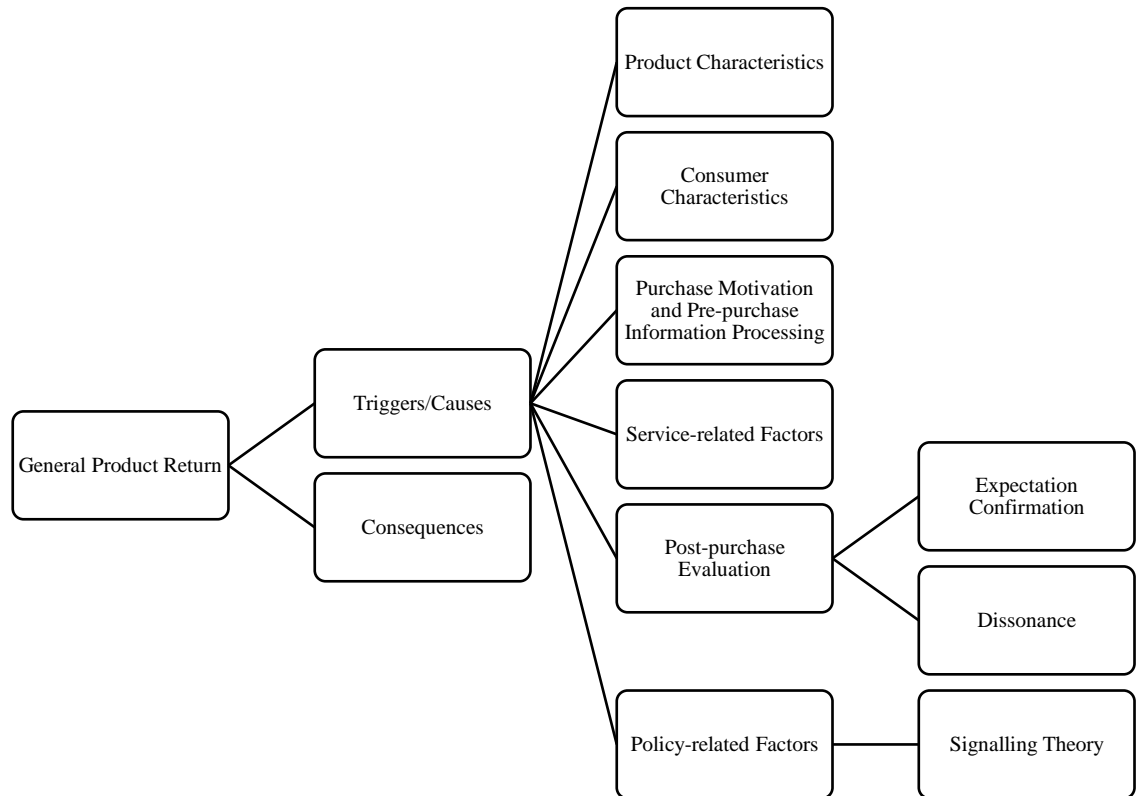 Product Characteristics
Consumer
Characteristics
Purchase Motivation
and Pre-purchase
Information Processing
Triggers/Causes
Service-related Factors
General Product Return
Expectation
Confirmation
Consequences
Post-purchase
Evaluation
Dissonance
Policy-related Factors
Signalling Theory